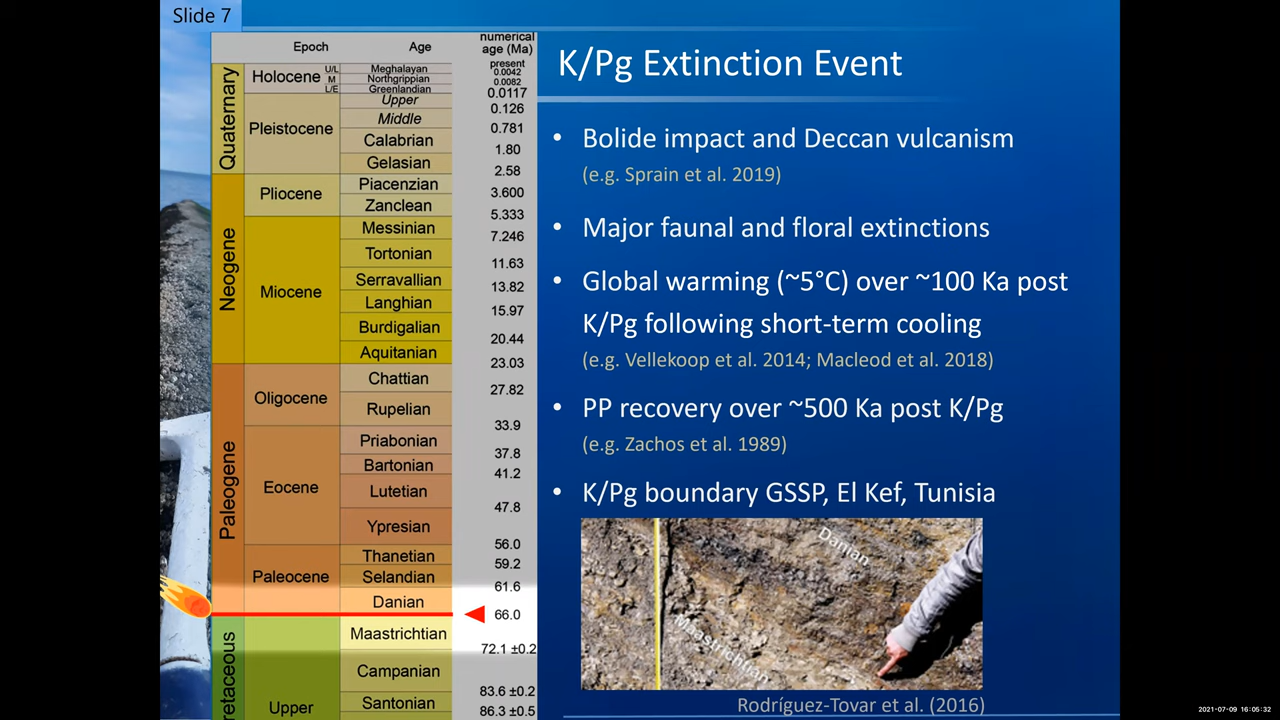 Slide 7
Epoch
Age
numerical
age (Ma)
Quaternary
Holocene
U/L
M
L/E
Meghalayan
Northgrippian
Greenlandian
present
0.0042
0.0082
0.0117
Pleistocene
Upper
0.126
Middle
0.781
Calabrian
1.80
Gelasian
2.58
Neogene
Pliocene
Piacenzian
3.600
Zanclean
5.333
Miocene
Messinian
7.246
Tortonian
11.63
Serravallian
13.82
Langhian
15.97
Burdigalian
20.44
Aquitanian
23.03
Paleogene
Oligocene
Chattian
27.82
Rupelian
33.9
Eocene
Priabonian
37.8
Bartonian
41.2
Lutetian
47.8
Ypresian
56.0
Paleocene
Thanetian
59.2
Selandian
61.6
Danian
66.0
retaceous
Upper
Maastrichtian
72.1 ±0.2
Campanian
83.6 ±0.2
Santonian
86.3 ±0.5
K/Pg Extinction Event
• Bolide impact and Deccan vulcanism
(e.g. Sprain et al. 2019)
• Major faunal and floral extinctions
• Global warming (~5°C) over ~100 Ka post
K/Pg following short-term cooling
(e.g. Vellekoop et al. 2014; Macleod et al. 2018)
• PP recovery over ~500 Ka post K/Pg
(e.g. Zachos et al. 1989)
• K/Pg boundary GSSP, El Kef, Tunisia
Danian
Maastrichtian
Rodríguez-Tovar et al. (2016)
2021-07-09 16:05:32